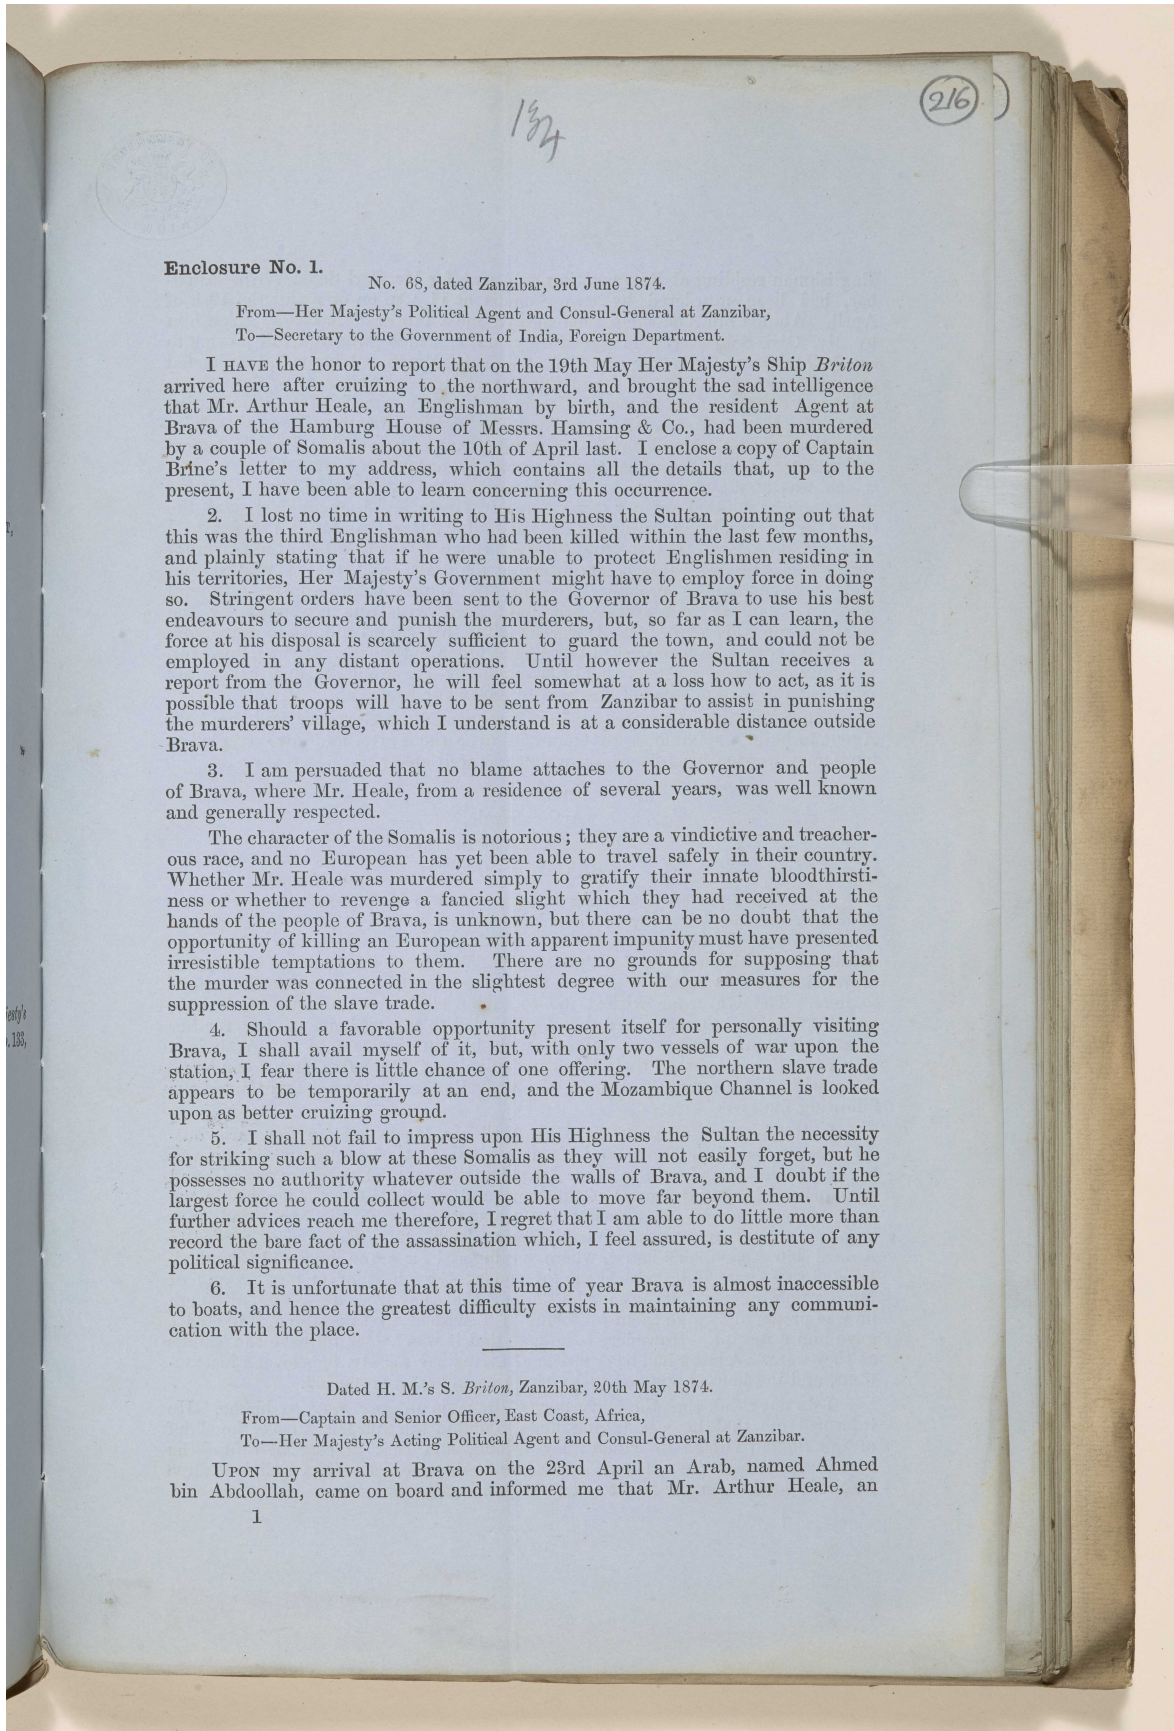 216
134
Enclosure No. 1.
No. 68, dated Zanzibar, 3rd June 1874.
From—Her Majesty's Political Agent and Consul-General at Zanzibar,
To—Secretary to the Government of India, Foreign Department.
I HAVE the honor to report that on the 19th May Her Majesty's Ship Briton
arrived here after cruizing to the northward, and brought the sad intelligence
that Mr. Arthur Heale, an Englishman by birth, and the resident Agent at
Brava of the Hamburg House of Messrs. Hamsing & Co., had been murdered
by a couple of Somalis about the 10th of April last. I enclose a copy of Captain
Brine's letter to my address, which contains all the details that, up to the
present, I have been able to learn concerning this occurrence.
2. I lost no time in writing to His Highness the Sultan pointing out that
this was the third Englishman who had been killed within the last few months,
and plainly stating that if he were unable to protect Englishmen residing in
his territories, Her Majesty's Government might have to employ force in doing
so. Stringent orders have been sent to the Governor of Brava to use his best
endeavours to secure and punish the murderers, but, so far as I can learn, the
force at his disposal is scarcely sufficient to guard the town, and could not be
employed in any distant operations. Until however the Sultan receives a
report from the Governor, he will feel somewhat at a loss how to act, as it is
possible that troops will have to be sent from Zanzibar to assist in punishing
the murderers' village, which I understand is at a considerable distance outside
Brava.
3. I am persuaded that no blame attaches to the Governor and people
of Brava, where Mr. Heale, from a residence of several years, was well known
and generally respected.
The character of the Somalis is notorious; they are a vindictive and treacher-
ous race, and no European has yet been able to travel safely in their country.
Whether Mr. Heale was murdered simply to gratify their innate bloodthirsti-
ness or whether to revenge a fancied slight which they had received at the
hands of the people of Brava, is unknown, but there can be no doubt that the
opportunity of killing an European with apparent impunity must have presented
irresistible temptations to them. There are no grounds for supposing that
the murder was connected in the slightest degree with our measures for the
suppression of the slave trade.
4. Should a favorable opportunity present itself for personally visiting
Brava, I shall avail myself of it, but, with only two vessels of war upon the
station, I fear there is little chance of one offering. The northern slave trade
appears to be temporarily at an end, and the Mozambique Channel is looked
upon as better cruizing ground.
5. I shall not fail to impress upon His Highness the Sultan the necessity
for striking such a blow at these Somalis as they will not easily forget, but he
possesses no authority whatever outside the walls of Brava, and I doubt if the
largest force he could collect would be able to move far beyond them. Until
further advices reach me therefore, I regret that I am able to do little more than
record the bare fact of the assassination which, I feel assured, is destitute of any
political significance.
6. It is unfortunate that at this time of year Brava is almost inaccessible
to boats, and hence the greatest difficulty exists in maintaining any communi-
cation with the place.
Dated H. M.'s S. Briton, Zanzibar, 20th May 1874.
From—Captain and Senior Officer, East Coast, Africa,
To—Her Majesty's Acting Political Agent and Consul-General at Zanzibar.
UPON my arrival at Brava on the 23rd April an Arab, named Ahmed
bin Abdoollah, came on board and informed me that Mr. Arthur Heale, an
1